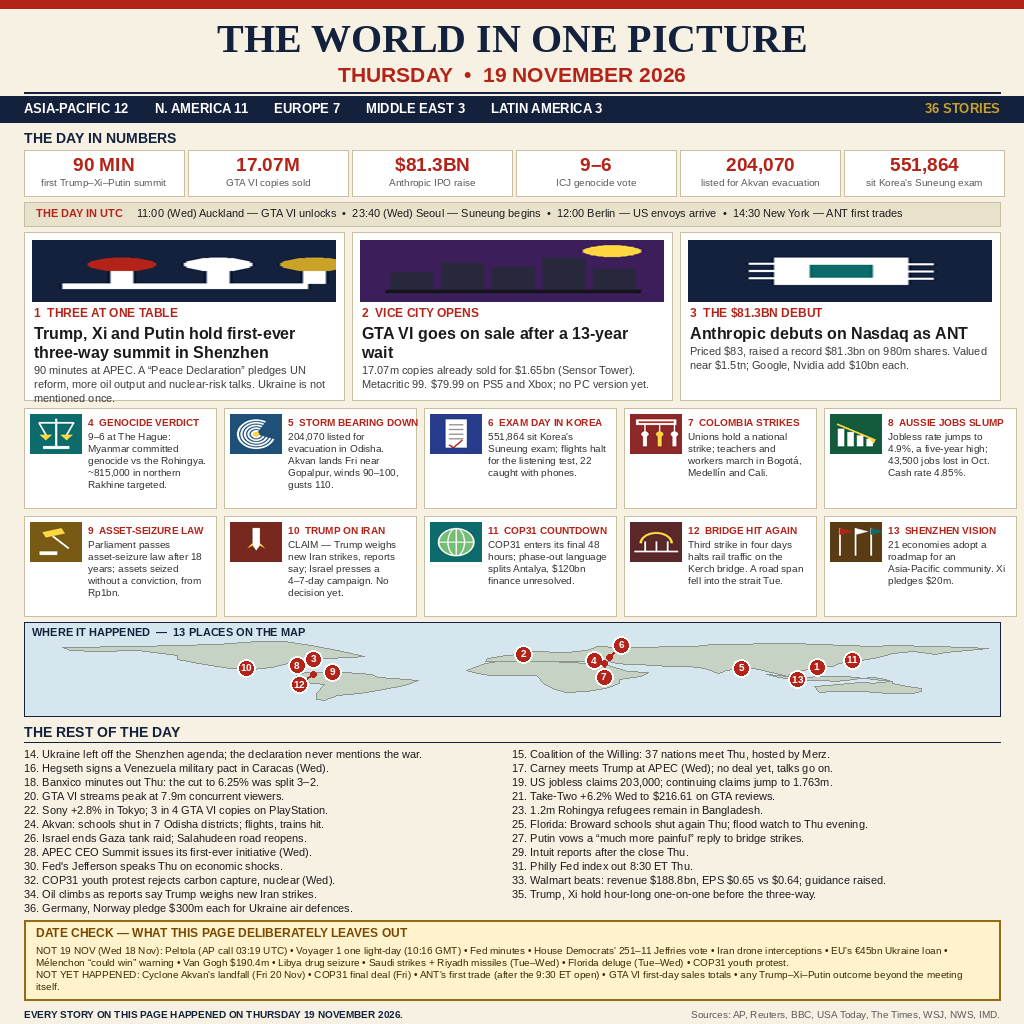 THE WORLD IN ONE PICTURE
THURSDAY • 19 NOVEMBER 2026
ASIA-PACIFIC 12 N. AMERICA 11 EUROPE 7 MIDDLE EAST 3 LATIN AMERICA 3 36 STORIES
THE DAY IN NUMBERS
90 MIN
first Trump–Xi–Putin summit
17.07M
GTA VI copies sold
$81.3BN
Anthropic IPO raise
9–6
ICJ genocide vote
204,070
listed for Akvan evacuation
551,864
sit Korea's Suneung exam
THE DAY IN UTC 11:00 (Wed) Auckland — GTA VI unlocks • 23:40 (Wed) Seoul — Suneung begins • 12:00 Berlin — US envoys arrive • 14:30 New York — ANT first trades
1 THREE AT ONE TABLE
Trump, Xi and Putin hold first-ever
three-way summit in Shenzhen
90 minutes at APEC. A “Peace Declaration” pledges UN
reform, more oil output and nuclear-risk talks. Ukraine is not
mentioned once.
2 VICE CITY OPENS
GTA VI goes on sale after a 13-year
wait
17.07m copies already sold for $1.65bn (Sensor Tower).
Metacritic 99. $79.99 on PS5 and Xbox; no PC version yet.
3 THE $81.3BN DEBUT
Anthropic debuts on Nasdaq as ANT
Priced $83, raised a record $81.3bn on 980m shares. Valued
near $1.5tn; Google, Nvidia add $10bn each.
4 GENOCIDE VERDICT
9–6 at The Hague:
Myanmar committed
genocide vs the Rohingya.
~815,000 in northern
Rakhine targeted.
5 STORM BEARING DOWN
204,070 listed for
evacuation in Odisha.
Akvan lands Fri near
Gopalpur, winds 90–100,
gusts 110.
6 EXAM DAY IN KOREA
551,864 sit Korea's
Suneung exam; flights halt
for the listening test, 22
caught with phones.
7 COLOMBIA STRIKES
Unions hold a national
strike; teachers and
workers march in Bogotá,
Medellín and Cali.
8 AUSSIE JOBS SLUMP
Jobless rate jumps to
4.9%, a five-year high;
43,500 jobs lost in Oct.
Cash rate 4.85%.
9 ASSET-SEIZURE LAW
Parliament passes
asset-seizure law after 18
years; assets seized
without a conviction, from
Rp1bn.
10 TRUMP ON IRAN
CLAIM — Trump weighs
new Iran strikes, reports
say; Israel presses a
4–7-day campaign. No
decision yet.
11 COP31 COUNTDOWN
COP31 enters its final 48
hours; phase-out language
splits Antalya, $120bn
finance unresolved.
12 BRIDGE HIT AGAIN
Third strike in four days
halts rail traffic on the
Kerch bridge. A road span
fell into the strait Tue.
13 SHENZHEN VISION
21 economies adopt a
roadmap for an
Asia-Pacific community. Xi
pledges $20m.
WHERE IT HAPPENED — 13 PLACES ON THE MAP
10
8
3
12
9
2
4
6
7
5
13
1
11
THE REST OF THE DAY
14. Ukraine left off the Shenzhen agenda; the declaration never mentions the war.
15. Coalition of the Willing: 37 nations meet Thu, hosted by Merz.
16. Hegseth signs a Venezuela military pact in Caracas (Wed).
17. Carney meets Trump at APEC (Wed); no deal yet, talks go on.
18. Banxico minutes out Thu: the cut to 6.25% was split 3–2.
19. US jobless claims 203,000; continuing claims jump to 1.763m.
20. GTA VI streams peak at 7.9m concurrent viewers.
21. Take-Two +6.2% Wed to $216.61 on GTA reviews.
22. Sony +2.8% in Tokyo; 3 in 4 GTA VI copies on PlayStation.
23. 1.2m Rohingya refugees remain in Bangladesh.
24. Akvan: schools shut in 7 Odisha districts; flights, trains hit.
25. Florida: Broward schools shut again Thu; flood watch to Thu evening.
26. Israel ends Gaza tank raid; Salahudeen road reopens.
27. Putin vows a “much more painful” reply to bridge strikes.
28. APEC CEO Summit issues its first-ever initiative (Wed).
29. Intuit reports after the close Thu.
30. Fed's Jefferson speaks Thu on economic shocks.
31. Philly Fed index out 8:30 ET Thu.
32. COP31 youth protest rejects carbon capture, nuclear (Wed).
33. Walmart beats: revenue $188.8bn, EPS $0.65 vs $0.64; guidance raised.
34. Oil climbs as reports say Trump weighs new Iran strikes.
35. Trump, Xi hold hour-long one-on-one before the three-way.
36. Germany, Norway pledge $300m each for Ukraine air defences.
DATE CHECK — WHAT THIS PAGE DELIBERATELY LEAVES OUT
NOT 19 NOV (Wed 18 Nov): Peltola (AP call 03:19 UTC) • Voyager 1 one light-day (10:16 GMT) • Fed minutes • House Democrats' 251–11 Jeffries vote • Iran drone interceptions • EU's €45bn Ukraine loan •
Mélenchon “could win” warning • Van Gogh $190.4m • Libya drug seizure • Saudi strikes + Riyadh missiles (Tue–Wed) • Florida deluge (Tue–Wed) • COP31 youth protest.
NOT YET HAPPENED: Cyclone Akvan's landfall (Fri 20 Nov) • COP31 final deal (Fri) • ANT's first trade (after the 9:30 ET open) • GTA VI first-day sales totals • any Trump–Xi–Putin outcome beyond the meeting
itself.
EVERY STORY ON THIS PAGE HAPPENED ON THURSDAY 19 NOVEMBER 2026.
Sources: AP, Reuters, BBC, USA Today, The Times, WSJ, NWS, IMD.